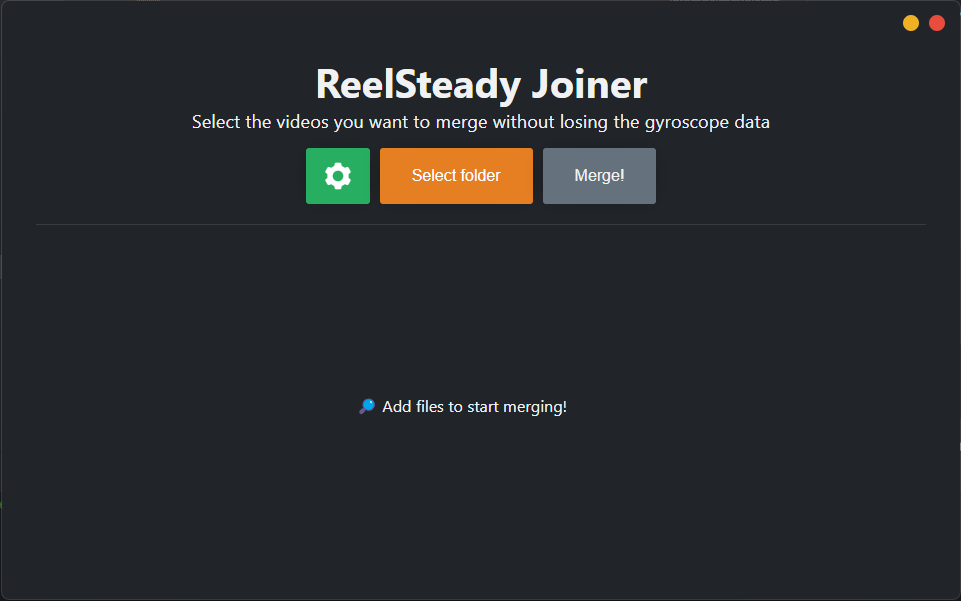 ReelSteady Joiner
Select the videos you want to merge without losing the gyroscope data
Select folder
Merge!
Add files to start merging!